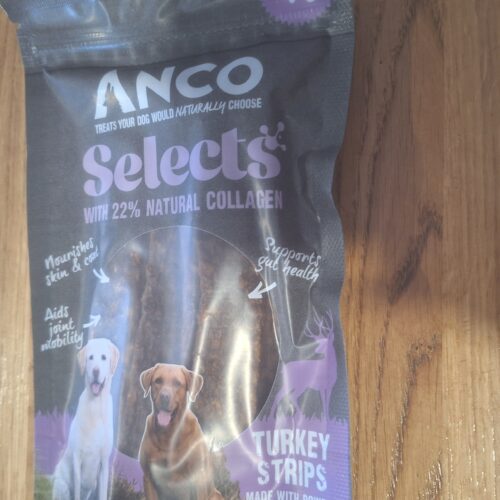 ANCO
TREATS YOUR DOG WOULD NATURALLY CHOOSE
Selects
WITH 22% NATURAL COLLAGEN
Nourishes
skin & coat
Supports
gut health
Aids
joint
mobility
TURKEY
STRIPS
MADE WITH